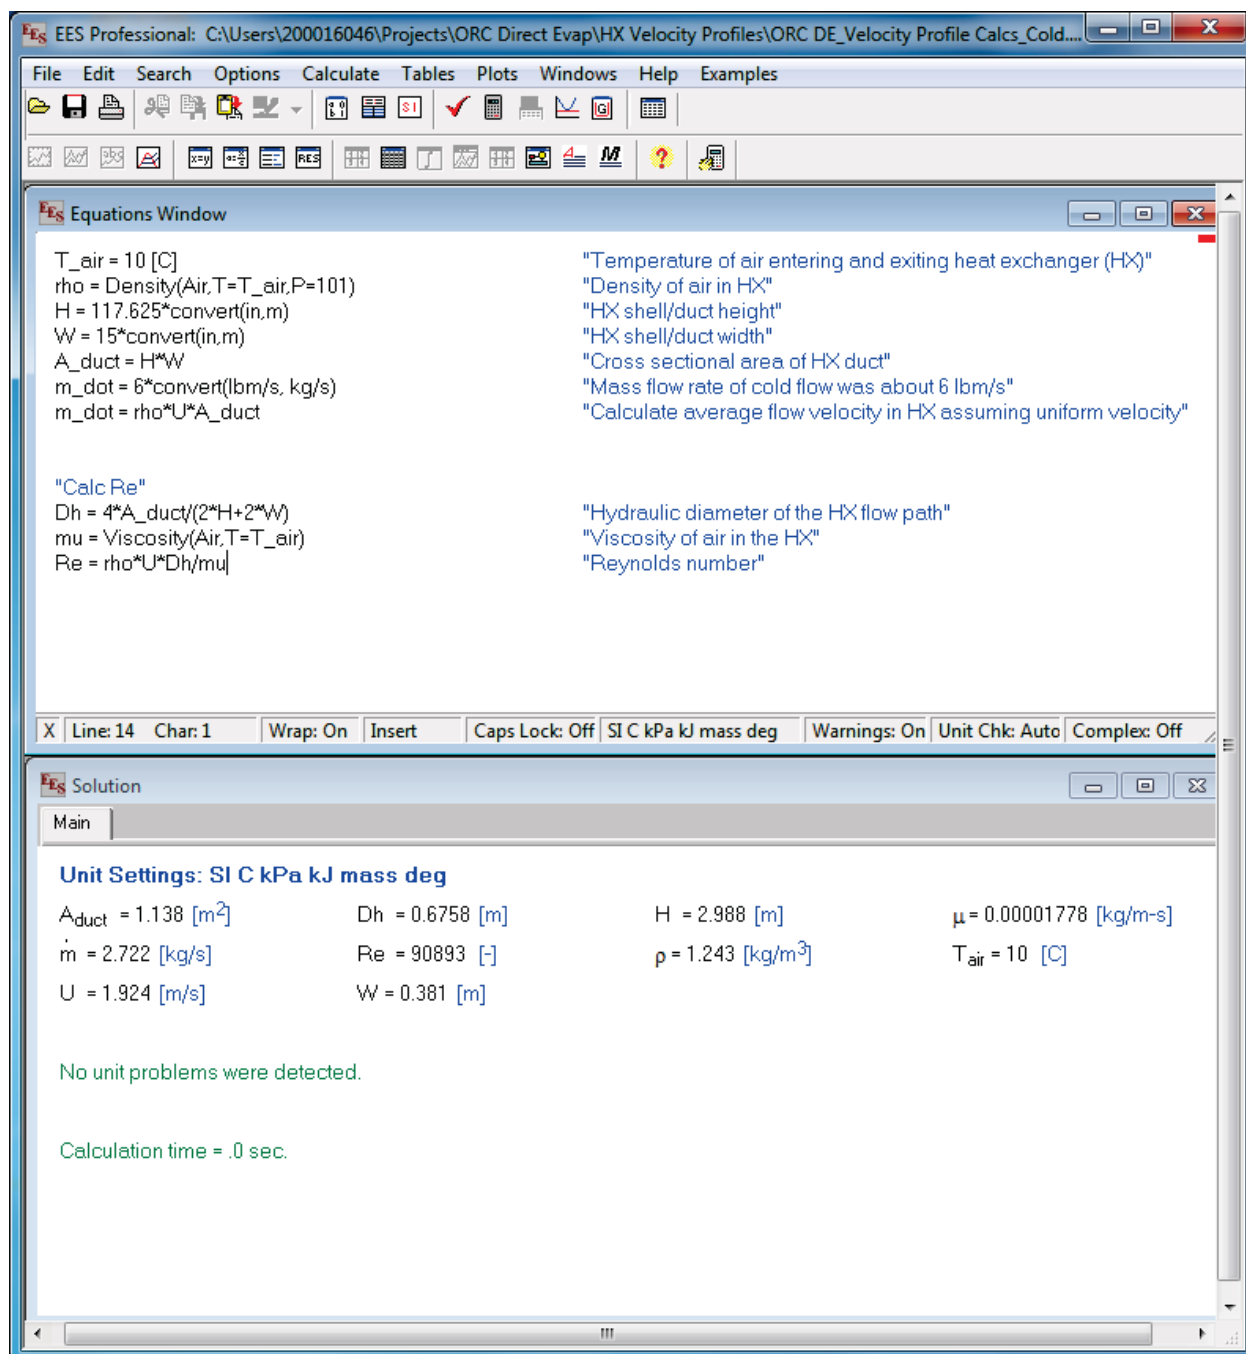 EES EES Professional: C:\Users\200016046\Projects\ORC Direct Evap\HX Velocity Profiles\ORC DE_Velocity Profile Calcs_Cold....
File Edit Search Options Calculate Tables Plots Windows Help Examples
EES Equations Window
T_air = 10 [C] "Temperature of air entering and exiting heat exchanger (HX)"
rho = Density(Air,T=T_air,P=101) "Density of air in HX"
H = 117.625*convert(in,m) "HX shell/duct height"
W = 15*convert(in,m) "HX shell/duct width"
A_duct = H*W "Cross sectional area of HX duct"
m_dot = 6*convert(lbm/s, kg/s) "Mass flow rate of cold flow was about 6 lbm/s"
m_dot = rho*U*A_duct "Calculate average flow velocity in HX assuming uniform velocity"
"Calc Re"
Dh = 4*A_duct/(2*H+2*W) "Hydraulic diameter of the HX flow path"
mu = Viscosity(Air,T=T_air) "Viscosity of air in the HX"
Re = rho*U*Dh/mu "Reynolds number"
X Line: 14 Char: 1 Wrap: On Insert Caps Lock: Off SI C kPa kJ mass deg Warnings: On Unit Chk: Auto Complex: Off
EES Solution
Main
Unit Settings: SI C kPa kJ mass deg
A_duct = 1.138 [m²] Dh = 0.6758 [m] H = 2.988 [m] μ = 0.00001778 [kg/m-s]
ṁ = 2.722 [kg/s] Re = 90893 [-] ρ = 1.243 [kg/m³] T_air = 10 [C]
U = 1.924 [m/s] W = 0.381 [m]
No unit problems were detected.
Calculation time = .0 sec.